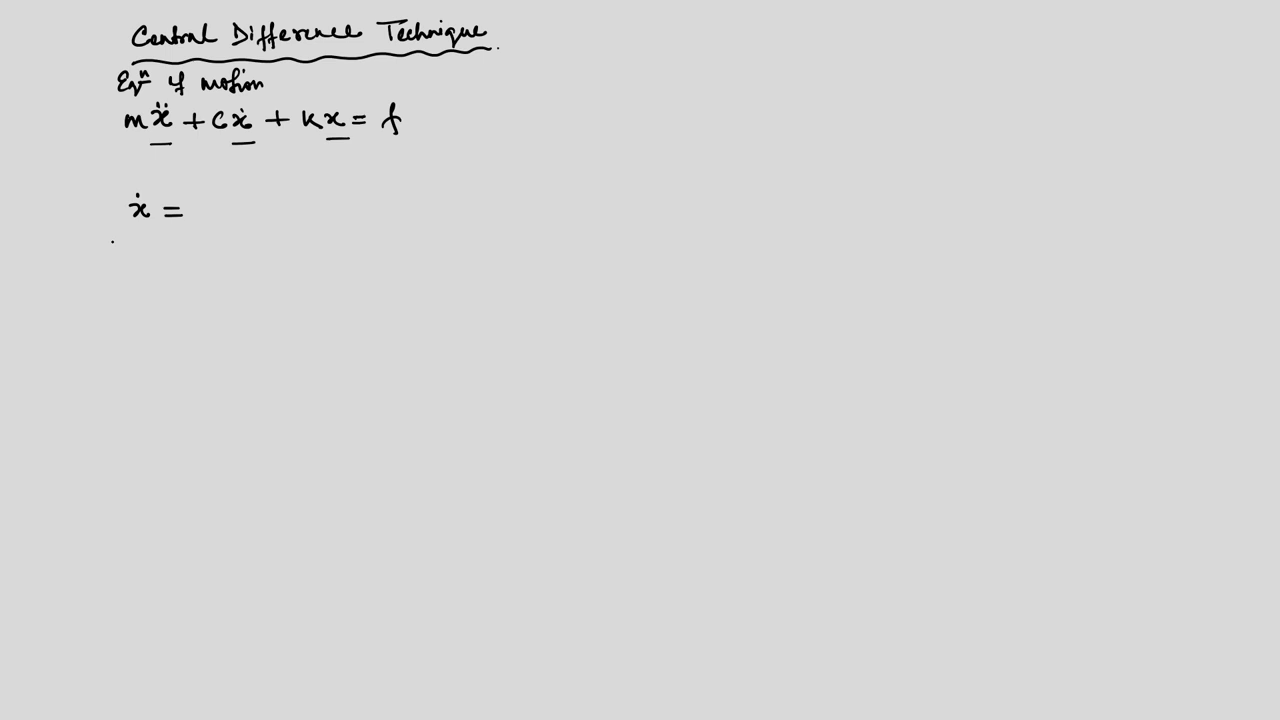 Central Difference Technique.
Eqⁿ of motion
mẍ + cẋ + kx = f
ẋ =